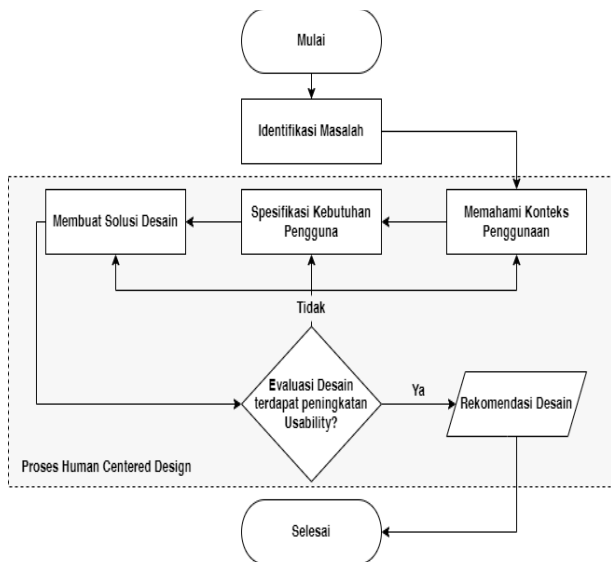 Mulai
Identifikasi Masalah
Membuat Solusi Desain
Spesifikasi Kebutuhan
Pengguna
Memahami Konteks
Penggunaan
Tidak
Evaluasi Desain
terdapat peningkatan
Usability?
Ya
Rekomendasi Desain
Proses Human Centered Design
Selesai